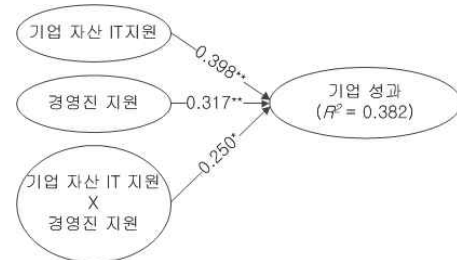 기업 자산 IT지원
0.398**
경영진 지원
0.317**
기업 성과
(R² = 0.382)
0.250*
기업 자산 IT 지원
X
경영진 지원